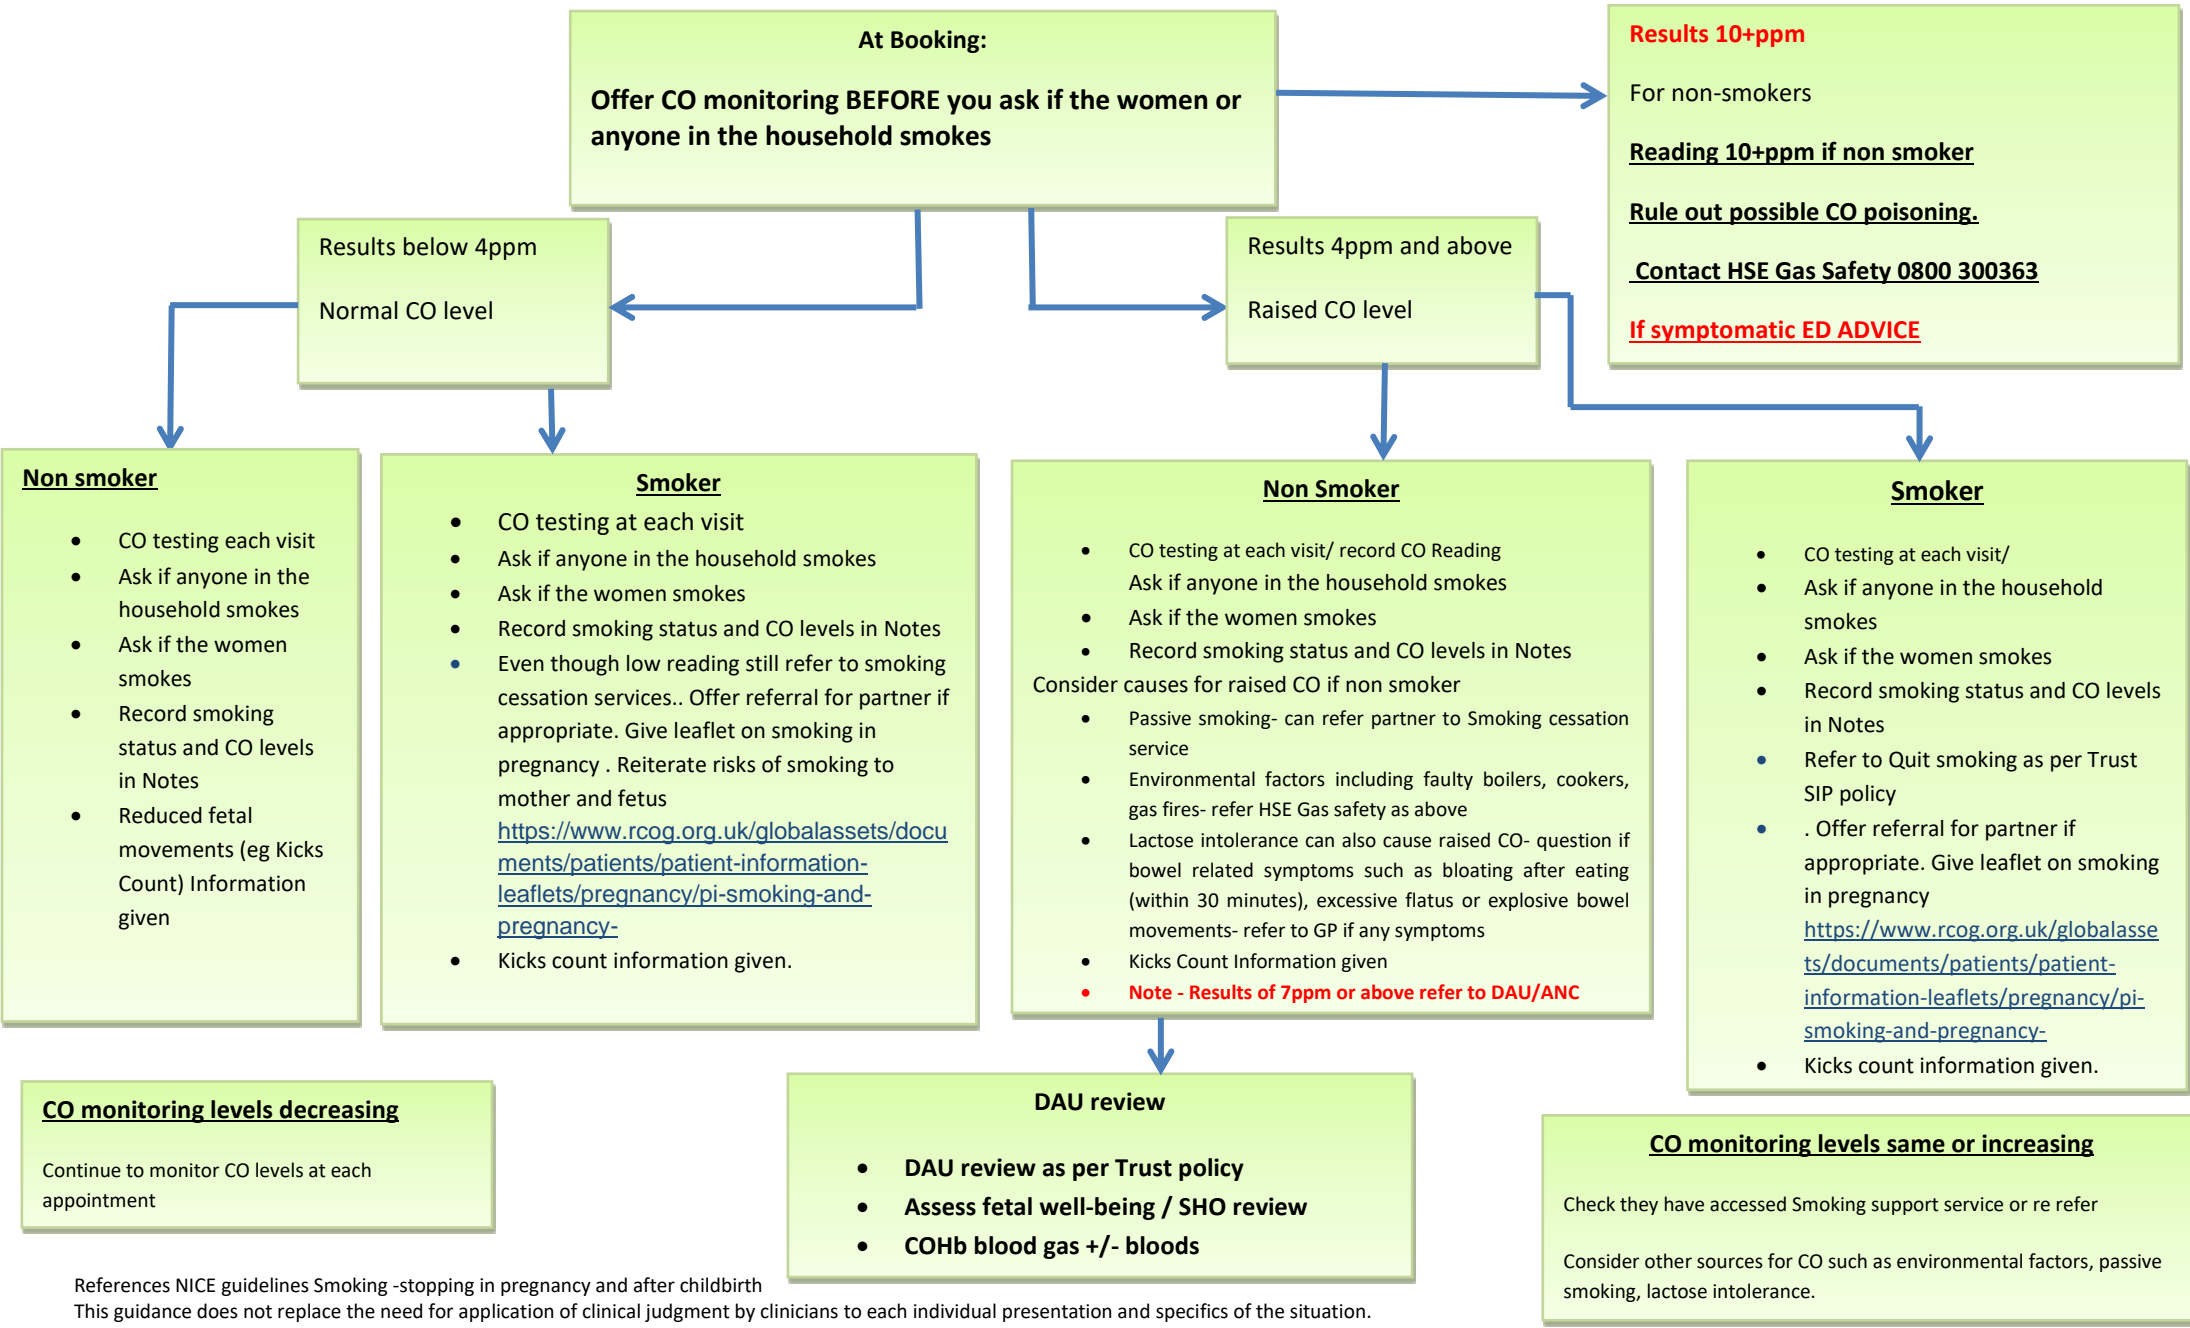 At Booking:
Offer CO monitoring BEFORE you ask if the women or
anyone in the household smokes
Results 10+ppm
For non-smokers
Reading 10+ppm if non smoker
Rule out possible CO poisoning.
Contact HSE Gas Safety 0800 300363
If symptomatic ED ADVICE
Results below 4ppm
Normal CO level
Results 4ppm and above
Raised CO level
Non smoker
• CO testing each visit
• Ask if anyone in the
household smokes
• Ask if the women
smokes
• Record smoking
status and CO levels
in Notes
• Reduced fetal
movements (eg Kicks
Count) Information
given
Smoker
• CO testing at each visit
• Ask if anyone in the household smokes
• Ask if the women smokes
• Record smoking status and CO levels in Notes
• Even though low reading still refer to smoking
cessation services.. Offer referral for partner if
appropriate. Give leaflet on smoking in
pregnancy . Reiterate risks of smoking to
mother and fetus
https://www.rcog.org.uk/globalassets/docu
ments/patients/patient-information-
leaflets/pregnancy/pi-smoking-and-
pregnancy-
• Kicks count information given.
Non Smoker
• CO testing at each visit/ record CO Reading
Ask if anyone in the household smokes
• Ask if the women smokes
• Record smoking status and CO levels in Notes
Consider causes for raised CO if non smoker
• Passive smoking- can refer partner to Smoking cessation
service
• Environmental factors including faulty boilers, cookers,
gas fires- refer HSE Gas safety as above
• Lactose intolerance can also cause raised CO- question if
bowel related symptoms such as bloating after eating
(within 30 minutes), excessive flatus or explosive bowel
movements- refer to GP if any symptoms
• Kicks Count Information given
• Note - Results of 7ppm or above refer to DAU/ANC
Smoker
• CO testing at each visit/
• Ask if anyone in the household
smokes
• Ask if the women smokes
• Record smoking status and CO levels
in Notes
• Refer to Quit smoking as per Trust
SIP policy
• . Offer referral for partner if
appropriate. Give leaflet on smoking
in pregnancy
https://www.rcog.org.uk/globalasse
ts/documents/patients/patient-
information-leaflets/pregnancy/pi-
smoking-and-pregnancy-
• Kicks count information given.
CO monitoring levels decreasing
Continue to monitor CO levels at each
appointment
DAU review
• DAU review as per Trust policy
• Assess fetal well-being / SHO review
• COHb blood gas +/- bloods
CO monitoring levels same or increasing
Check they have accessed Smoking support service or re refer
Consider other sources for CO such as environmental factors, passive
smoking, lactose intolerance.
References NICE guidelines Smoking -stopping in pregnancy and after childbirth
This guidance does not replace the need for application of clinical judgment by clinicians to each individual presentation and specifics of the situation.